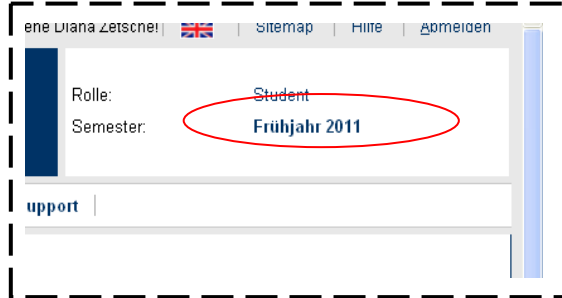 ene Diana Zetsche! | Sitemap | Hilfe | Abmelden
Rolle: Student
Semester: Frühjahr 2011
upport |